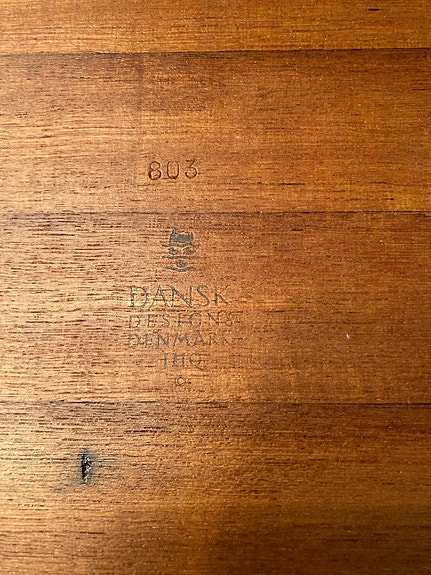 803
DANSK
DESIGNS
DENMARK
IHQ
©